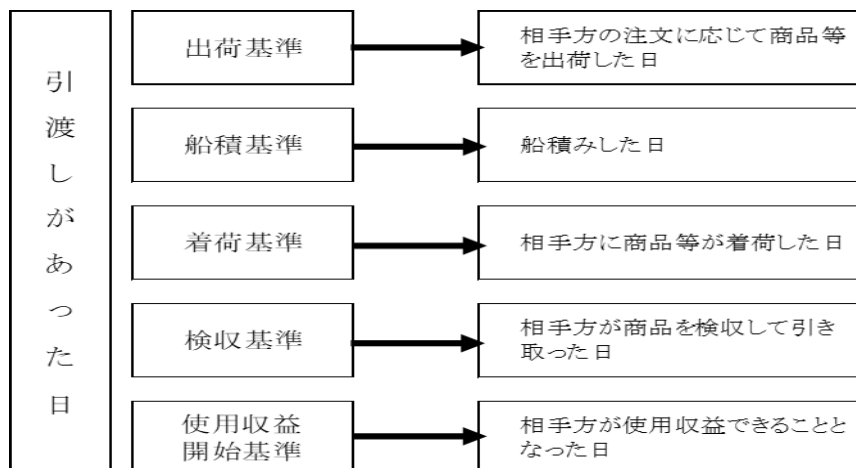 引渡しがあった日
出荷基準
相手方の注文に応じて商品等
を出荷した日
船積基準
船積みした日
着荷基準
相手方に商品等が着荷した日
検収基準
相手方が商品を検収して引き
取った日
使用収益
開始基準
相手方が使用収益できることと
なった日